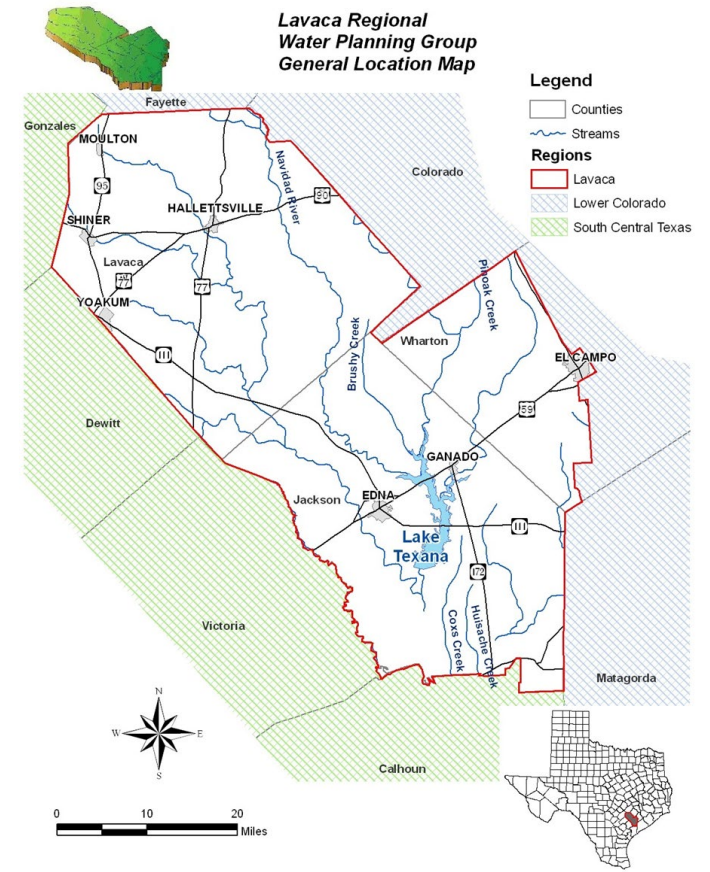 Lavaca Regional
Water Planning Group
General Location Map
Legend
Counties
Streams
Regions
Lavaca
Lower Colorado
South Central Texas
Fayette
Gonzales
MOULTON
Colorado
Navidad River
95
90
HALLETTSVILLE
SHINER
Lavaca
77
77
Pinoak Creek
YOAKUM
Brushy Creek
Wharton
111
EL CAMPO
59
Dewitt
GANADO
Jackson
EDNA
111
Lake
Texana
172
Coxs Creek
Huisache Creek
Victoria
Matagorda
Calhoun
N
W
E
S
0
10
20
Miles